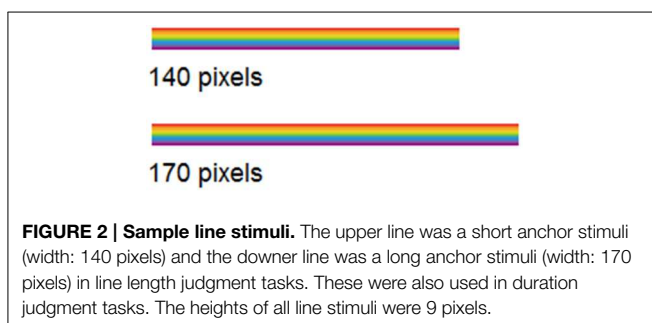 140 pixels
170 pixels
FIGURE 2 | Sample line stimuli. The upper line was a short anchor stimuli
(width: 140 pixels) and the downer line was a long anchor stimuli (width: 170
pixels) in line length judgment tasks. These were also used in duration
judgment tasks. The heights of all line stimuli were 9 pixels.